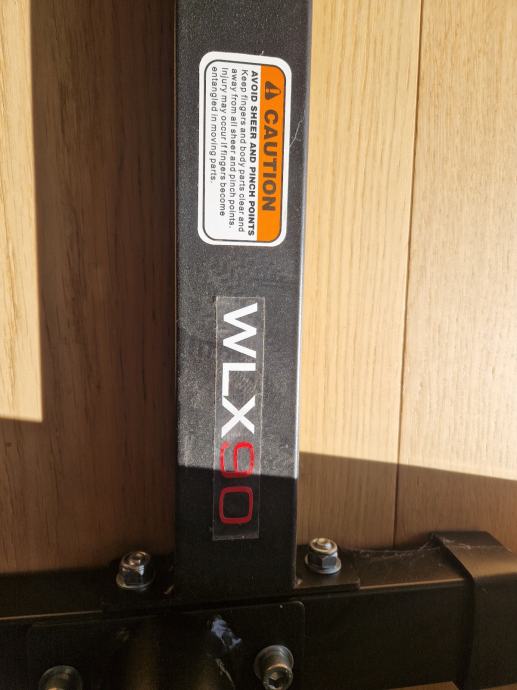 CAUTION
AVOID SHEER AND PINCH POINTS
Keep fingers and body parts clear and
away from all sheer and pinch points.
Injury may occur if fingers become
entangled in moving parts.
WLX90